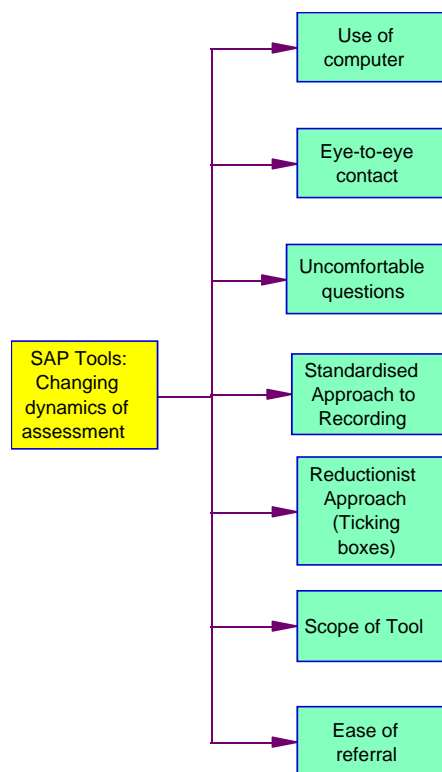 Use of
computer
Eye-to-eye
contact
Uncomfortable
questions
SAP Tools:
Changing
dynamics of
assessment
Standardised
Approach to
Recording
Reductionist
Approach
(Ticking
boxes)
Scope of Tool
Ease of
referral